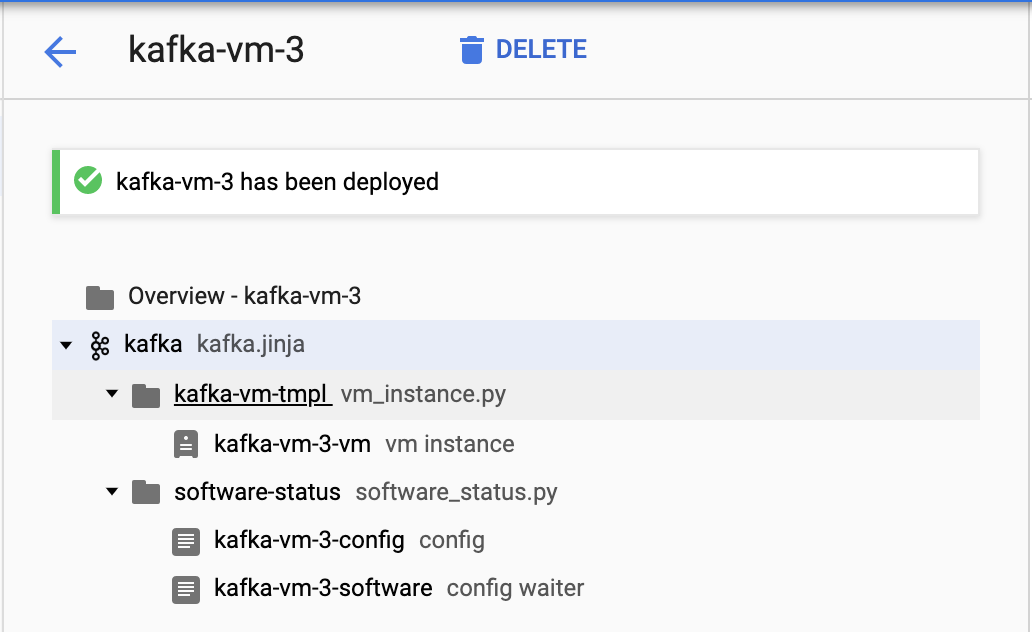 kafka-vm-3 DELETE
kafka-vm-3 has been deployed
Overview - kafka-vm-3
kafka kafka.jinja
kafka-vm-tmpl vm_instance.py
kafka-vm-3-vm vm instance
software-status software_status.py
kafka-vm-3-config config
kafka-vm-3-software config waiter